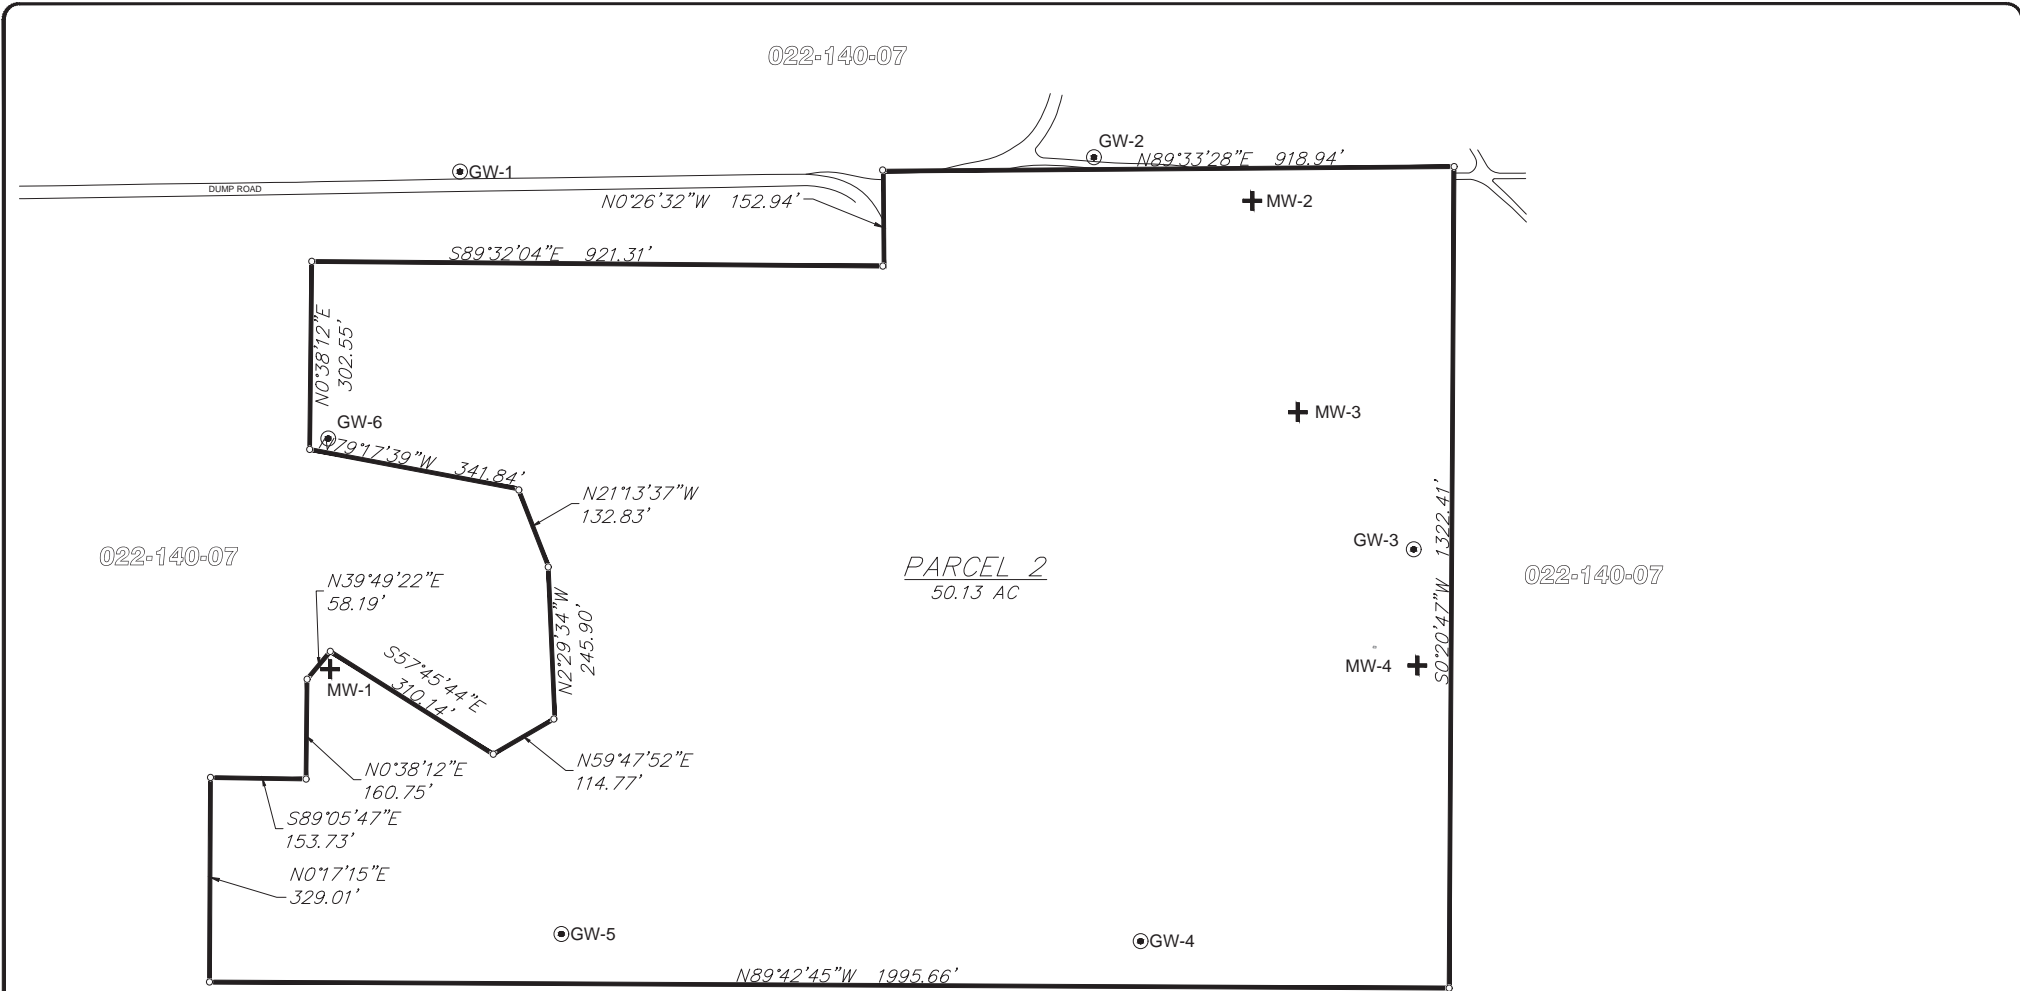 022-140-07
GW-2
N89°33'28"E 918.94'
GW-1
DUMP ROAD
N0°26'32"W 152.94'
MW-2
S89°32'04"E 921.31'
N0°38'12"E
302.55'
MW-3
GW-6
N79°17'39"W 341.84'
N21°13'37"W
132.83'
S0°20'47"W 1322.41'
GW-3
022-140-07
PARCEL 2
50.13 AC
022-140-07
N39°49'22"E
58.19'
N2°29'34"W
245.90'
S57°45'44"E
310.14'
MW-4
MW-1
N59°47'52"E
114.77'
N0°38'12"E
160.75'
S89°05'47"E
153.73'
N0°17'15"E
329.01'
GW-5
GW-4
N89°42'45"W 1995.66'